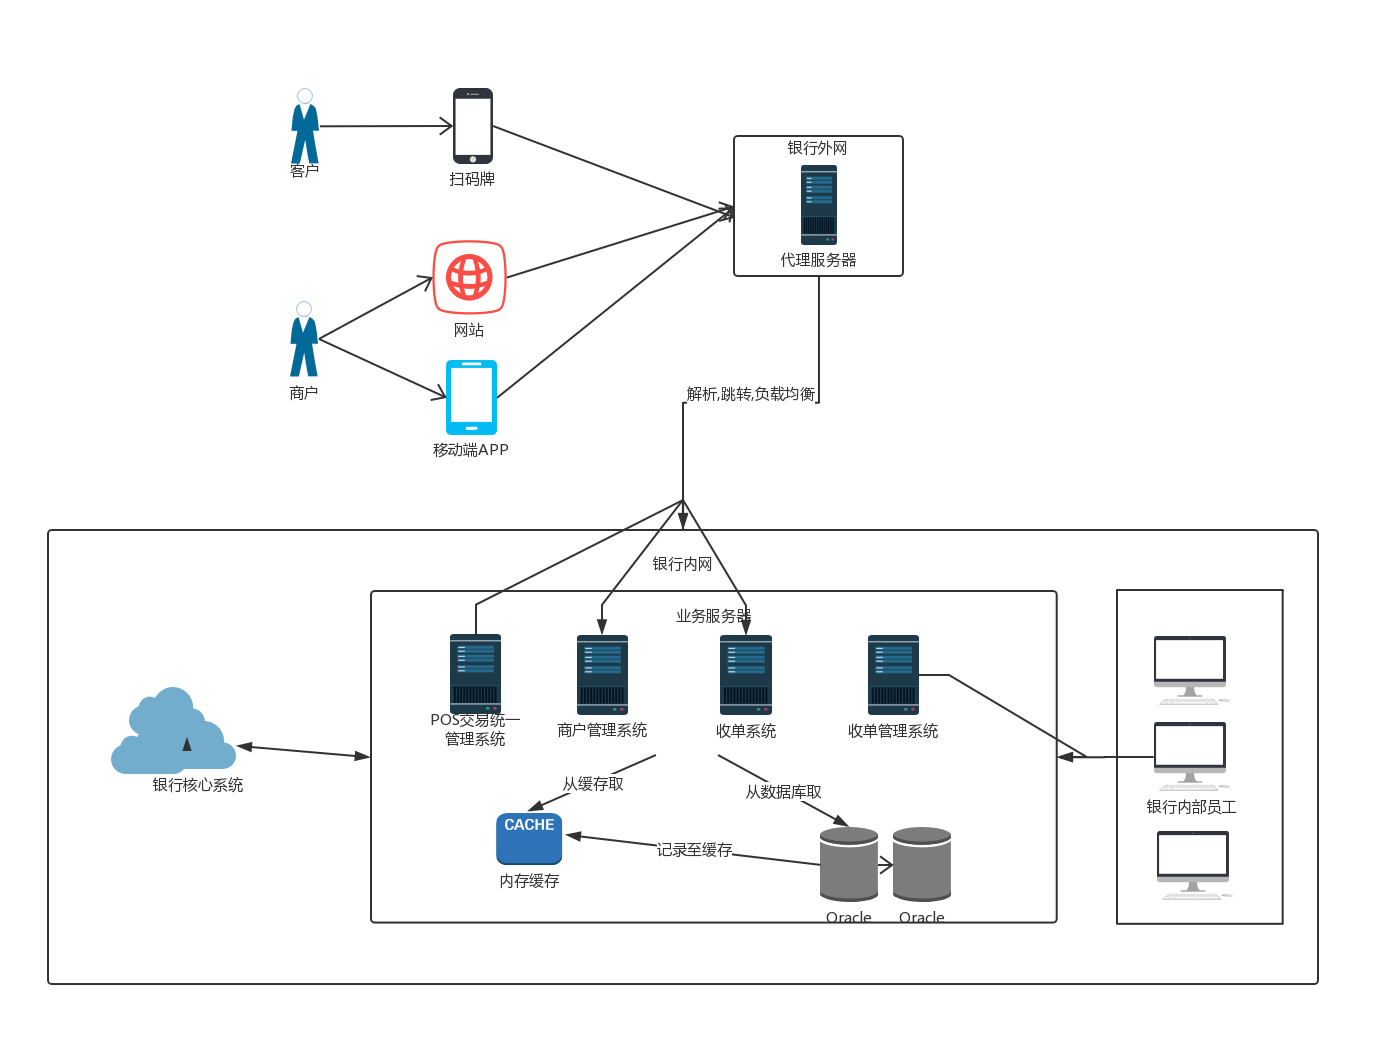 客户
扫码牌
银行外网
代理服务器
网站
商户
移动端APP
解析,跳转,负载均衡
银行内网
业务服务器
POS交易统一
管理系统
商户管理系统
收单系统
收单管理系统
银行核心系统
从缓存取
从数据库取
银行内部员工
CACHE
记录至缓存
内存缓存
Oracle
Oracle